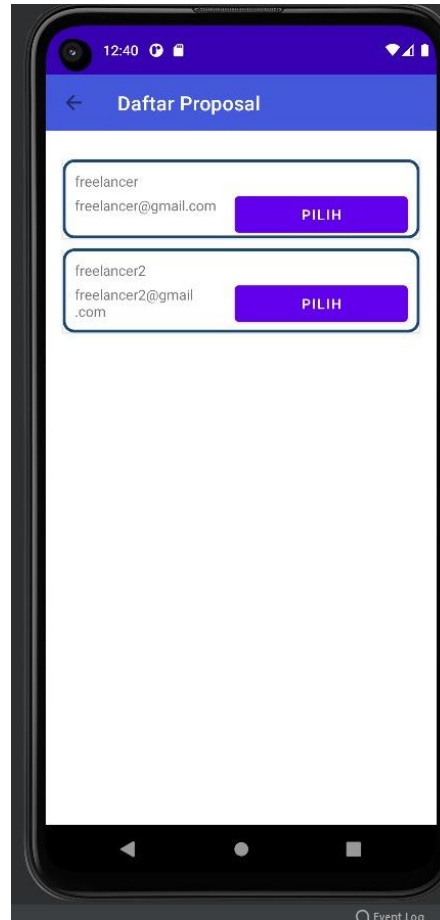 12:40
Daftar Proposal
freelancer
freelancer@gmail.com
PILIH
freelancer2
freelancer2@gmail
.com
PILIH
Event Log